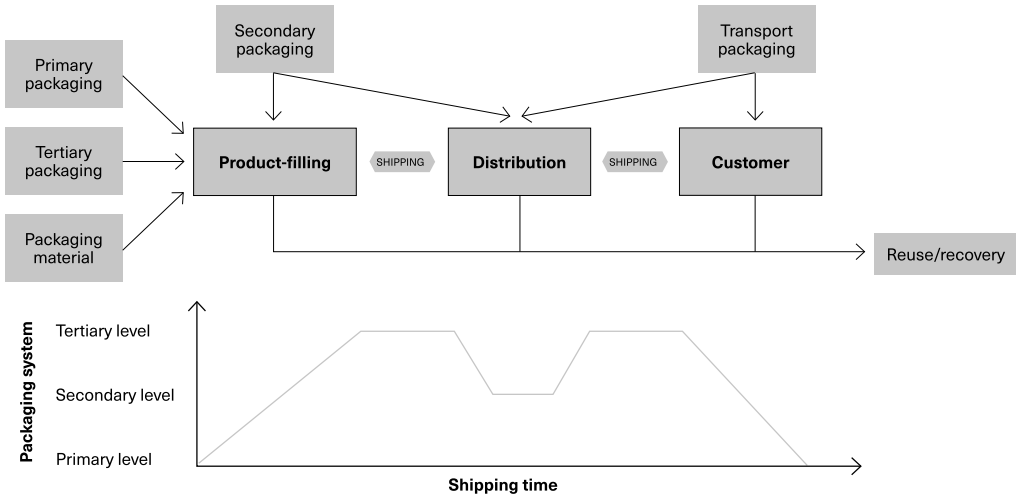 Secondary
packaging
Transport
packaging
Primary
packaging
Tertiary
packaging
Packaging
material
Product-filling
SHIPPING
Distribution
SHIPPING
Customer
Reuse/recovery
Packaging system
Tertiary level
Secondary level
Primary level
Shipping time